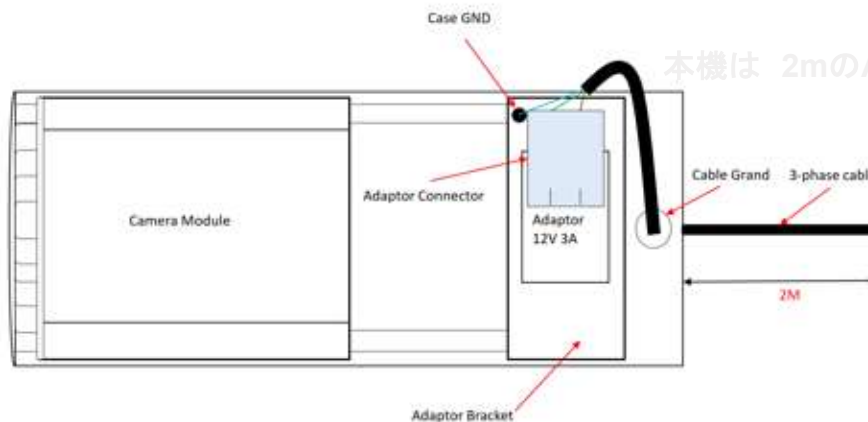 Case GND
本機は 2mの
Cable Grand
3-phase cabl
Adaptor Connector
Camera Module
Adaptor
12V 3A
2M
Adaptor Bracket